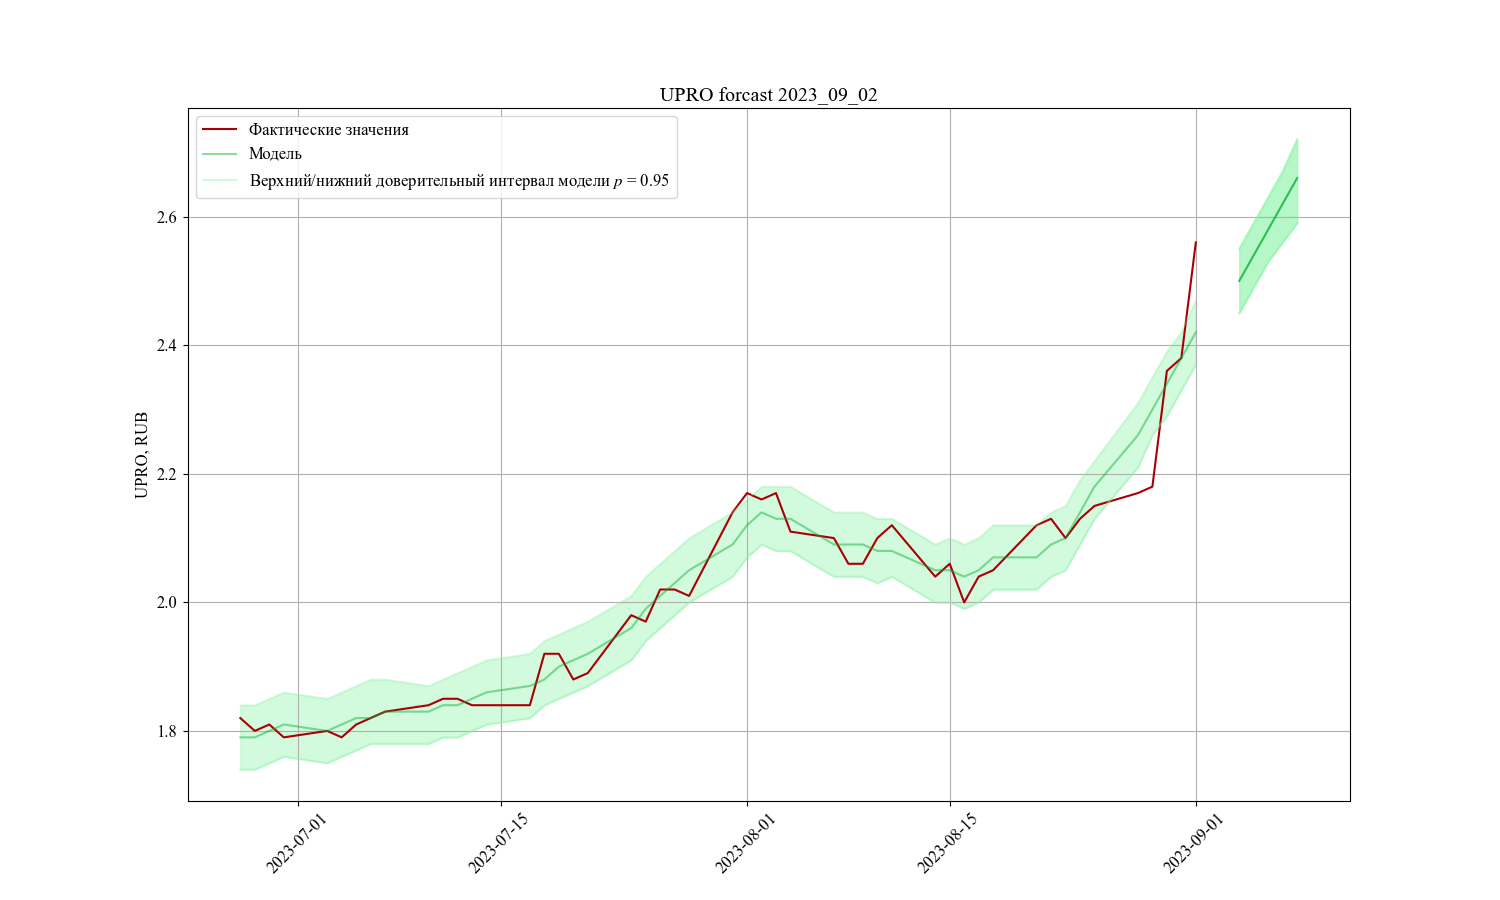 UPRO forcast 2023_09_02
Фактические значения
Модель
Верхний/нижний доверительный интервал модели p = 0.95
UPRO, RUB
2.6
2.4
2.2
2.0
1.8
2023-07-01
2023-07-15
2023-08-01
2023-08-15
2023-09-01